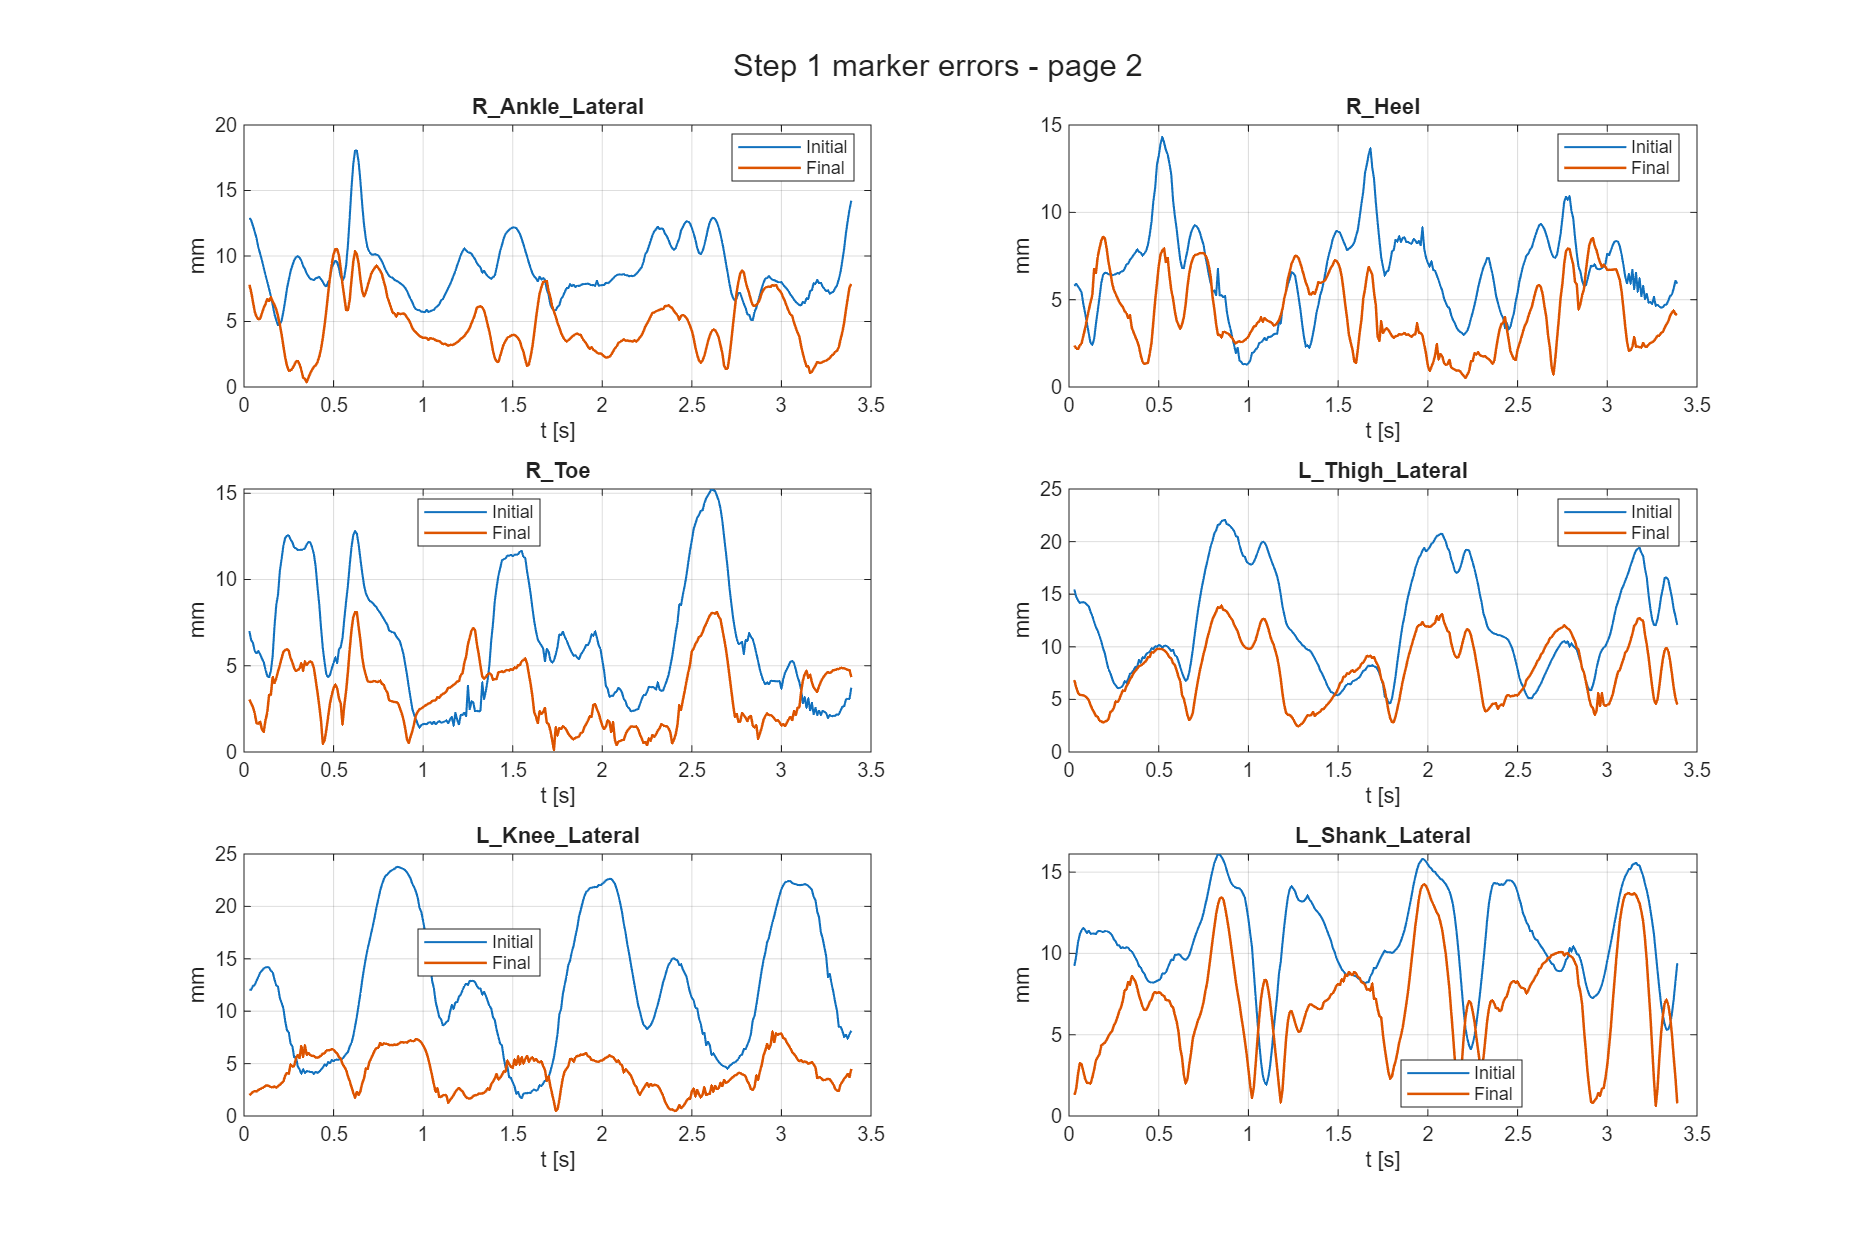 Step 1 marker errors - page 2
R_Ankle_Lateral
20
15
10
5
0
mm
Initial
Final
0 0.5 1 1.5 2 2.5 3 3.5
t [s]
R_Heel
15
10
5
0
mm
Initial
Final
0 0.5 1 1.5 2 2.5 3 3.5
t [s]
R_Toe
15
10
5
0
mm
Initial
Final
0 0.5 1 1.5 2 2.5 3 3.5
t [s]
L_Thigh_Lateral
25
20
15
10
5
0
mm
Initial
Final
0 0.5 1 1.5 2 2.5 3 3.5
t [s]
L_Knee_Lateral
25
20
15
10
5
0
mm
Initial
Final
0 0.5 1 1.5 2 2.5 3 3.5
t [s]
L_Shank_Lateral
15
10
5
0
mm
Initial
Final
0 0.5 1 1.5 2 2.5 3 3.5
t [s]